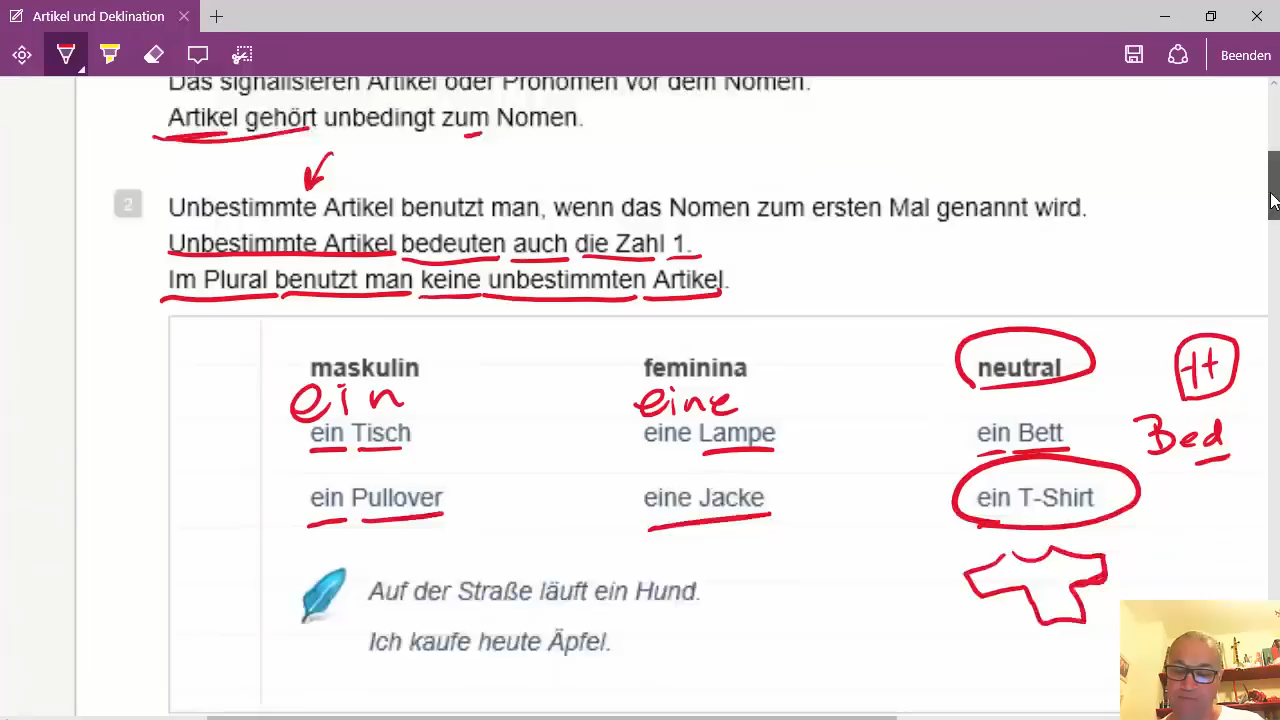 Artikel und Deklination
Beenden
Das signalisieren Artikel oder Pronomen vor dem Nomen.
Artikel gehört unbedingt zum Nomen.
2
Unbestimmte Artikel benutzt man, wenn das Nomen zum ersten Mal genannt wird.
Unbestimmte Artikel bedeuten auch die Zahl 1.
Im Plural benutzt man keine unbestimmten Artikel.
maskulin feminina neutral
ein eine
ein Tisch eine Lampe ein Bett Bed
ein Pullover eine Jacke ein T-Shirt
Auf der Straße läuft ein Hund.
Ich kaufe heute Äpfel.